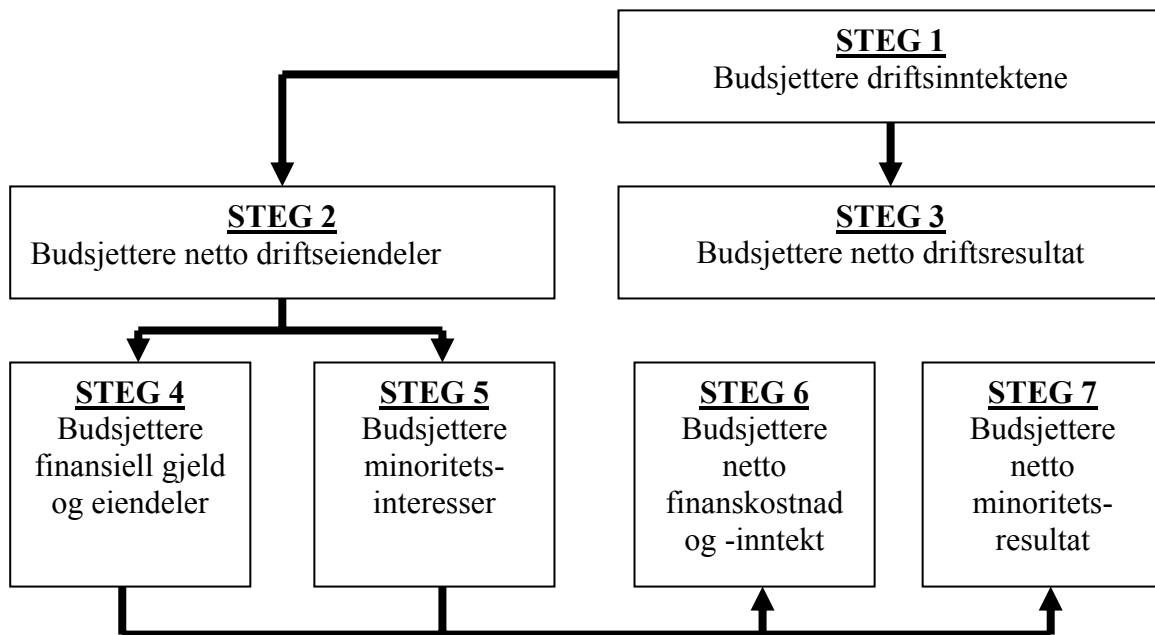 STEG 1
Budsjettere driftsinntektene
STEG 2
Budsjettere netto driftseiendeler
STEG 3
Budsjettere netto driftsresultat
STEG 4
Budsjettere
finansiell gjeld
og eiendeler
STEG 5
Budsjettere
minoritets-
interesser
STEG 6
Budsjettere
netto
finanskostnad
og -inntekt
STEG 7
Budsjettere
netto
minoritets-
resultat